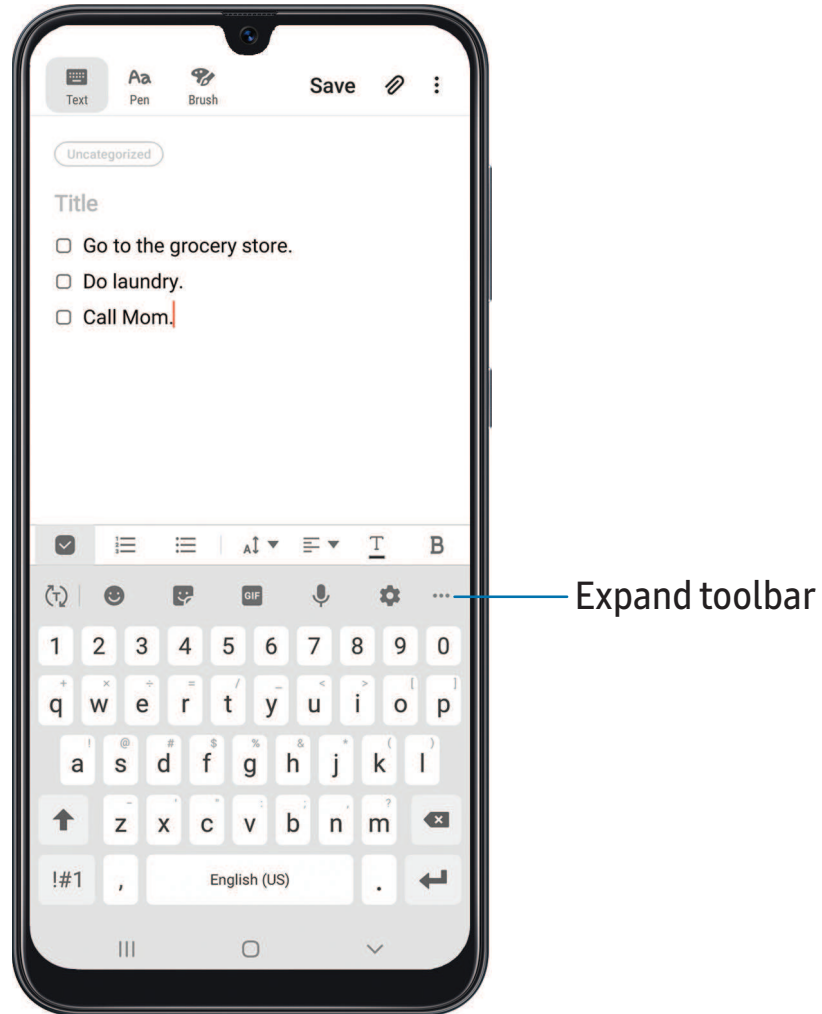 Text Aa Pen Brush Save
Uncategorized
Title
Go to the grocery store.
Do laundry.
Call Mom.
A T B
T GIF Expand toolbar
1 2 3 4 5 6 7 8 9 0
+ × ÷ = / _ < > [ ]
q w e r t y u i o p
! @ # $ % & * ( )
a s d f g h j k l
- ' " : ; , ?
z x c v b n m
!#1 , English (US) .